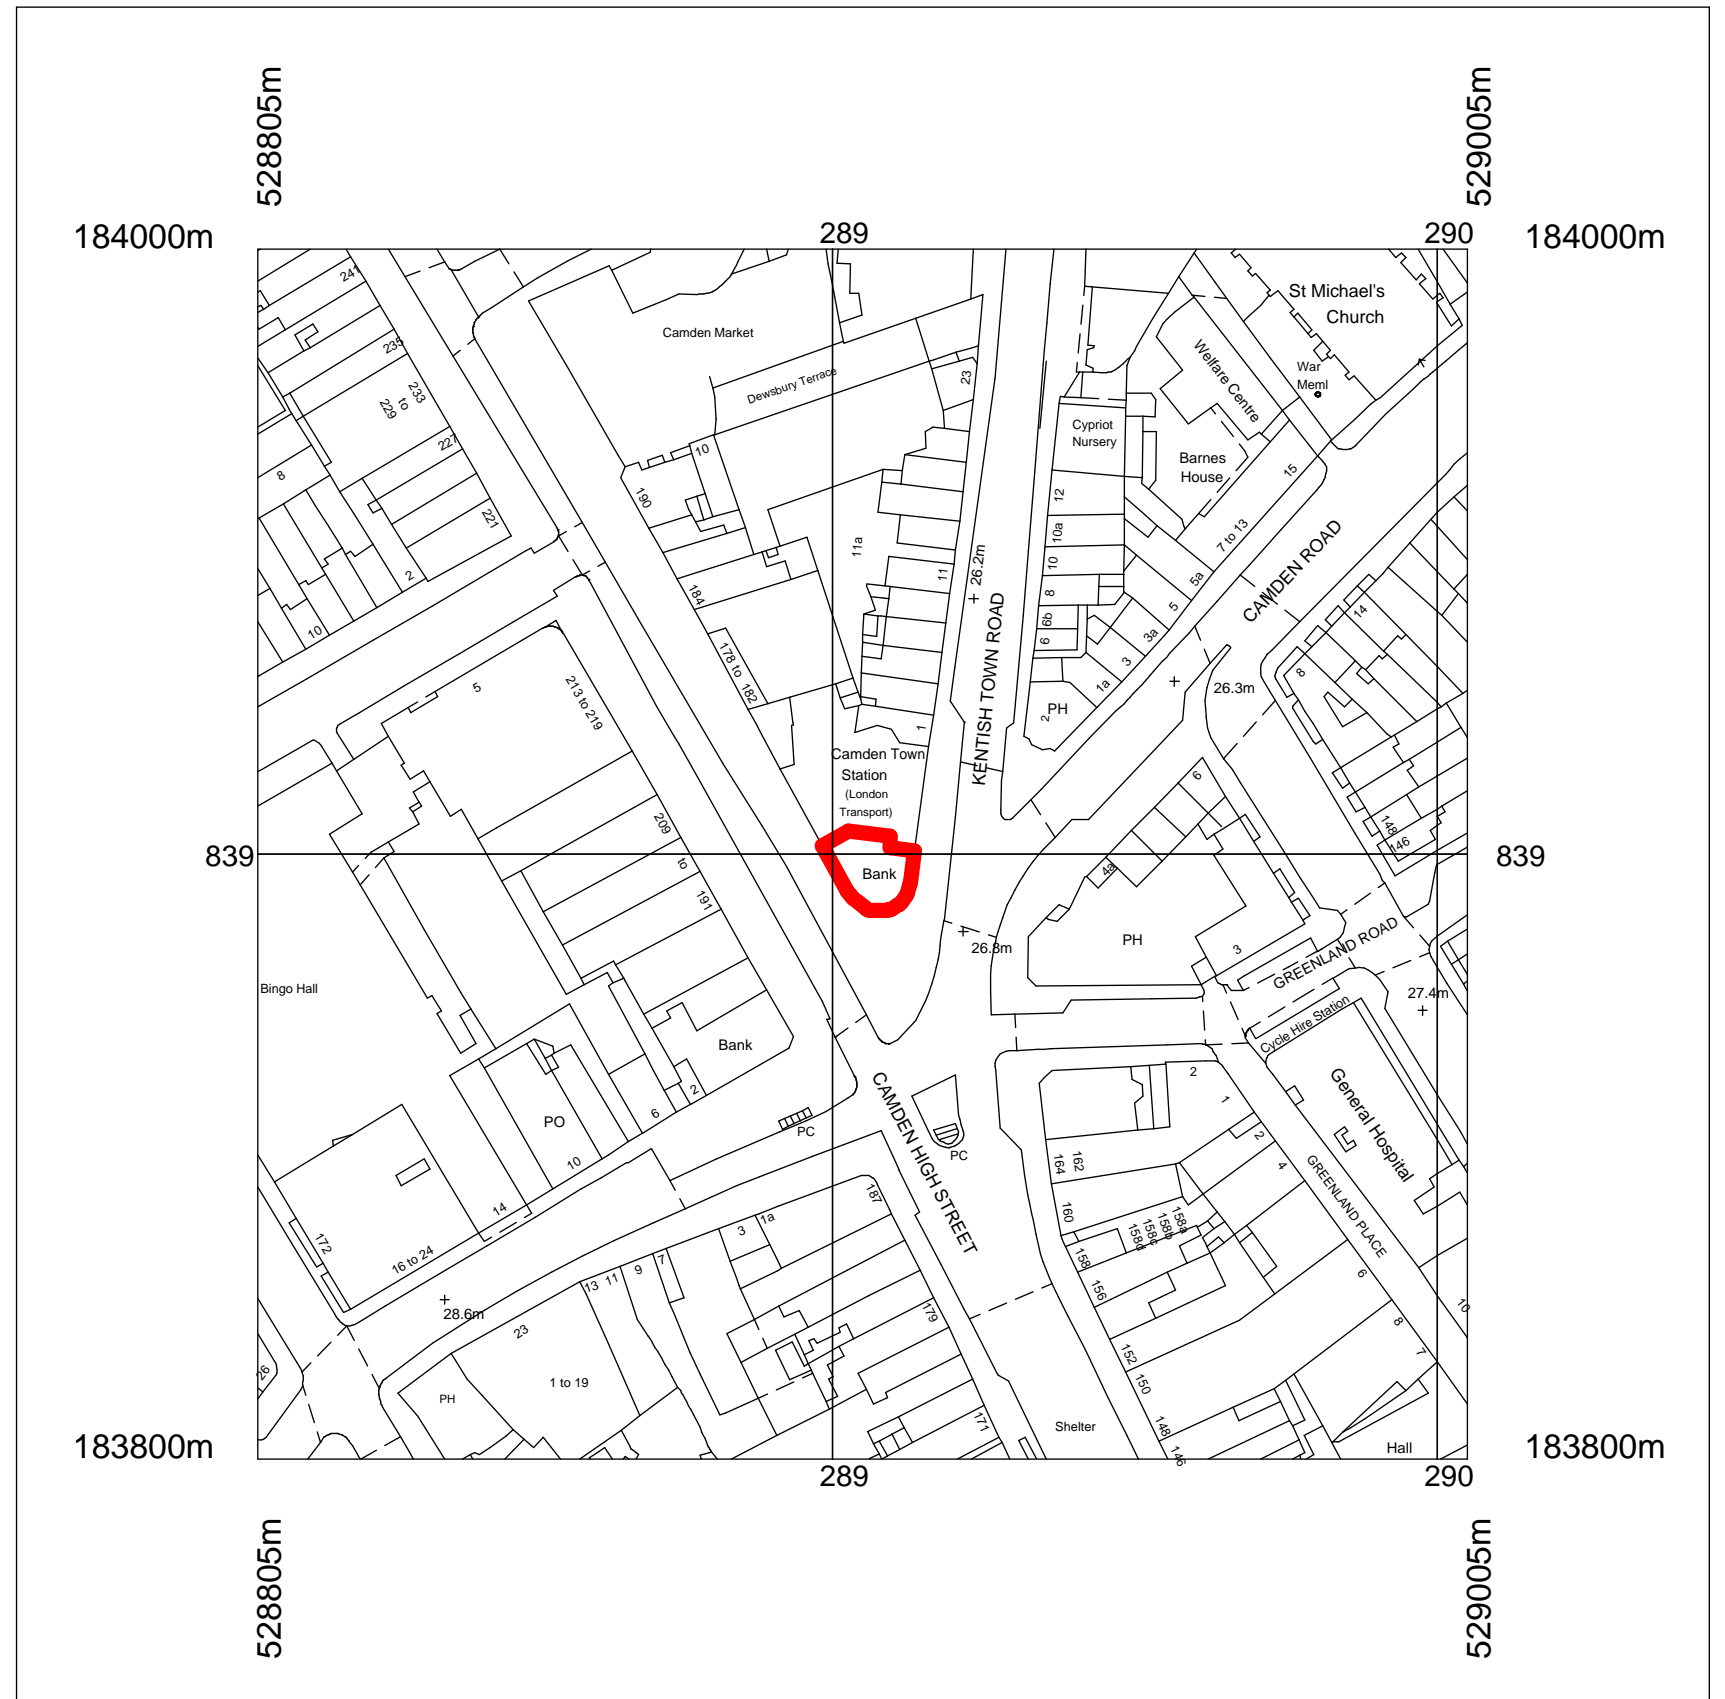 528805m
529005m
184000m
289
290
184000m
St Michael's
Church
Camden Market
Dewsbury Terrace
War
Meml
Welfare Centre
Cypriot
Nursery
Barnes
House
241
235
233
to
229
227
221
8
2
10
190
10
184
178 to 182
11a
11
23
26.2m
12
10a
10
8
6b
6
15
7 to 13
5a
5
3a
3
1a
2
PH
CAMDEN ROAD
KENTISH TOWN ROAD
26.3m
14
8
5
213 to 219
1
Camden Town
Station
(London
Transport)
6
148
146
209
to
191
839
839
Bank
4a
PH
3
GREENLAND ROAD
26.8m
27.4m
Bingo Hall
Cycle Hire Station
Bank
2
6
PO
10
14
16 to 24
172
PC
PC
CAMDEN HIGH STREET
General Hospital
2
1
2
4
GREENLAND PLACE
162
164
160
158a
158b
158c
158d
158
156
152
150
148
146
6
8
7
10
187
1a
3
7
9
11
13
23
179
171
28.6m
26
PH
1 to 19
Shelter
Hall
183800m
289
290
183800m
528805m
529005m